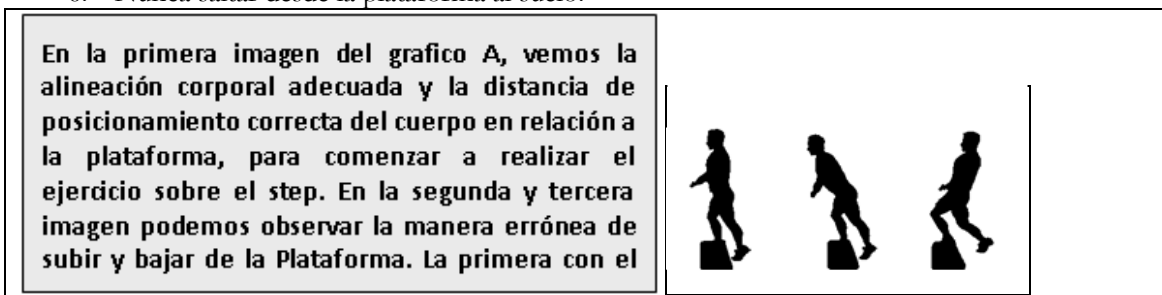 En la primera imagen del grafico A, vemos la
alineación corporal adecuada y la distancia de
posicionamiento correcta del cuerpo en relación a
la plataforma, para comenzar a realizar el
ejercicio sobre el step. En la segunda y tercera
imagen podemos observar la manera errónea de
subir y bajar de la Plataforma. La primera con el